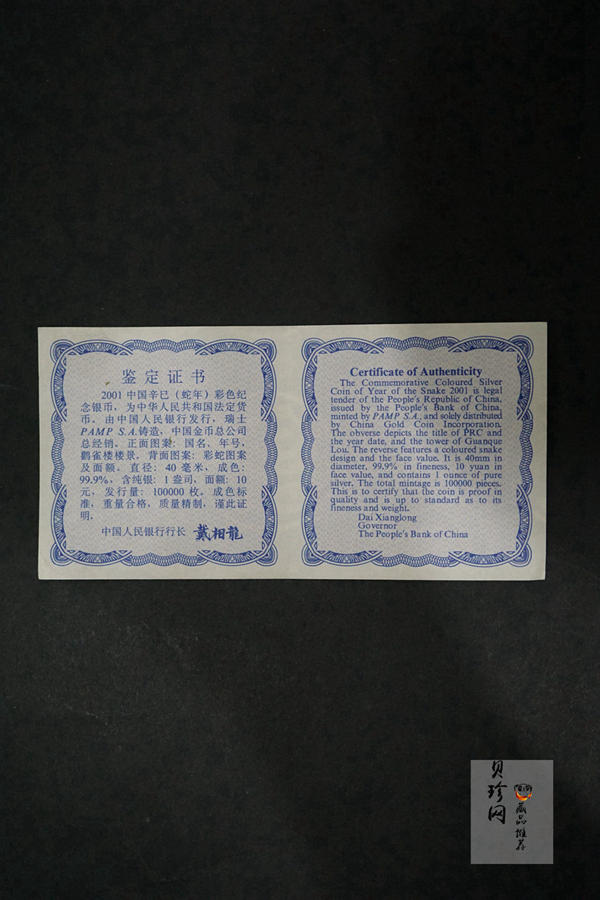 鉴定证书
2001 中国辛巳（蛇年）彩色纪
念银币，为中华人民共和国法定货
币。由中国人民银行发行，瑞士
PAMP S.A.铸造，中国金币总公司
总经销。正面图案：国名、年号、
鹳雀楼楼景，背面图案：彩蛇图案
及面额。直径：40 毫米，成色：
99.9%，含纯银：1 盎司，面额：10
元，发行量：100000 枚。成色标
准，重量合格，质量精制，谨此证
明。
中国人民银行行长 戴相龍
Certificate of Authenticity
The Commemorative Coloured Silver
Coin of Year of the Snake 2001 is legal
tender of the People's Republic of China,
issued by the People's Bank of China,
minted by PAMP S.A, and solely distributed
by China Gold Coin Incorporation.
The obverse depicts the title of PRC and
the year date, and the tower of Guanque
Lou. The reverse features a coloured snake
design and the face value. It is 40mm in
diameter, 99.9% in fineness, 10 yuan in
face value, and contains 1 ounce of pure
silver. The total mintage is 100000 pieces.
This is to certify that the coin is proof in
quality and is up to standard as to its
fineness and weight.
Dai Xianglong
Governor
The People's Bank of China
贝珍网
藏品推荐